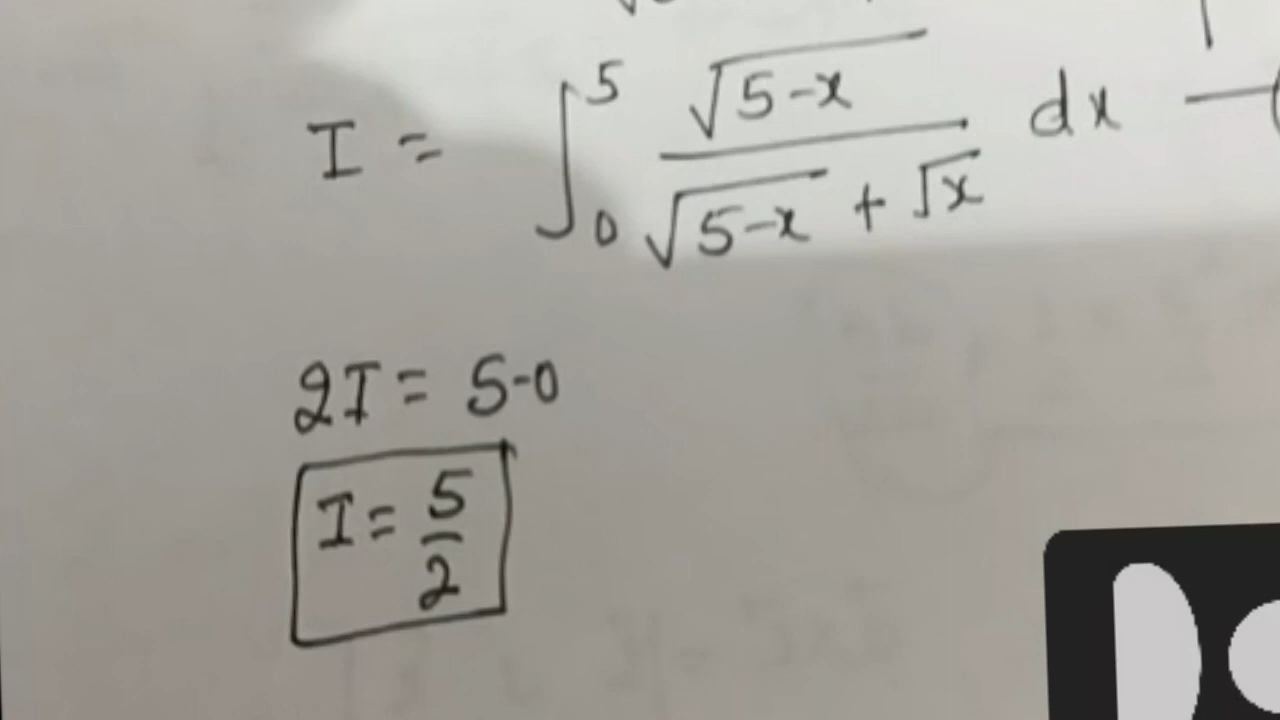 I = ∫₀⁵ √(5-x) / (√(5-x) + √x) dx — (
2I = 5-0
I = 5/2